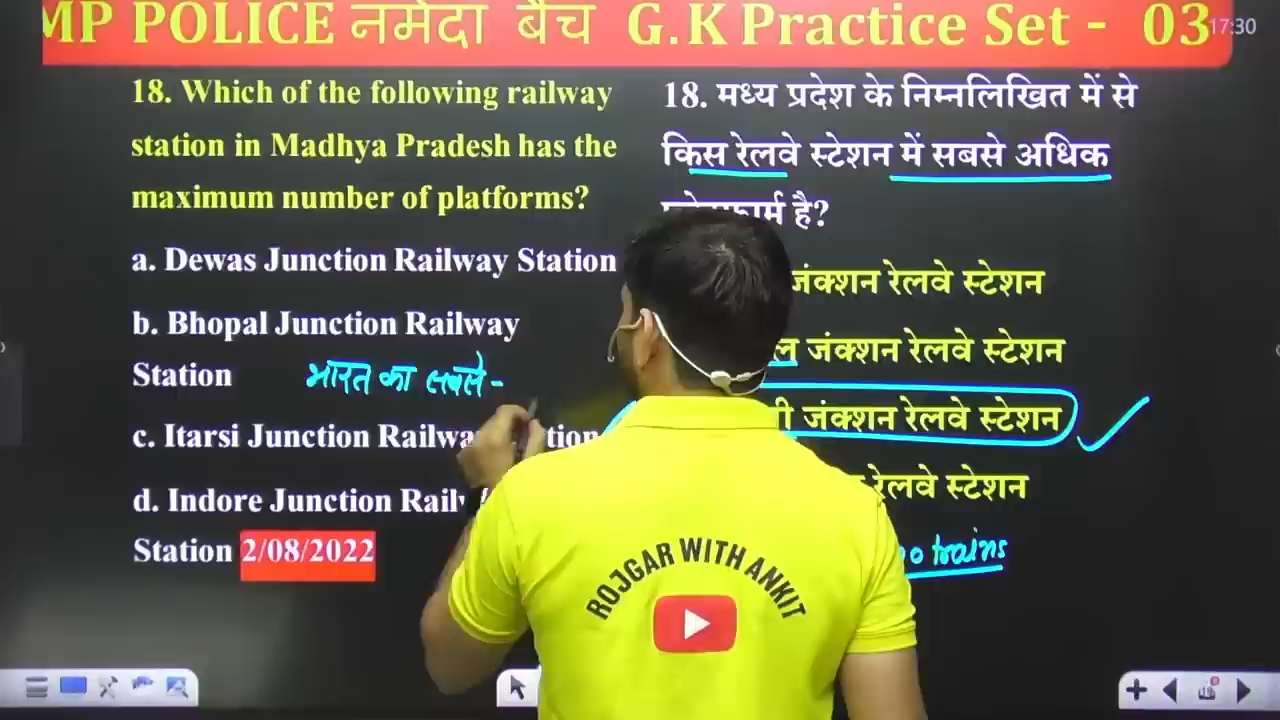 MP POLICE नर्मदा बैच G.K Practice Set - 03
17:30
18. Which of the following railway
station in Madhya Pradesh has the
maximum number of platforms?
a. Dewas Junction Railway Station
b. Bhopal Junction Railway
Station
भारत का सबसे-
c. Itarsi Junction
d. Indore Junction
Station 2/08/2022
18. मध्य प्रदेश के निम्नलिखित में से
किस रेलवे स्टेशन में सबसे अधिक
है?
जंक्शन रेलवे स्टेशन
जंक्शन रेलवे स्टेशन
जंक्शन रेलवे स्टेशन
रेलवे स्टेशन
trains
ROJGAR WITH ANKIT